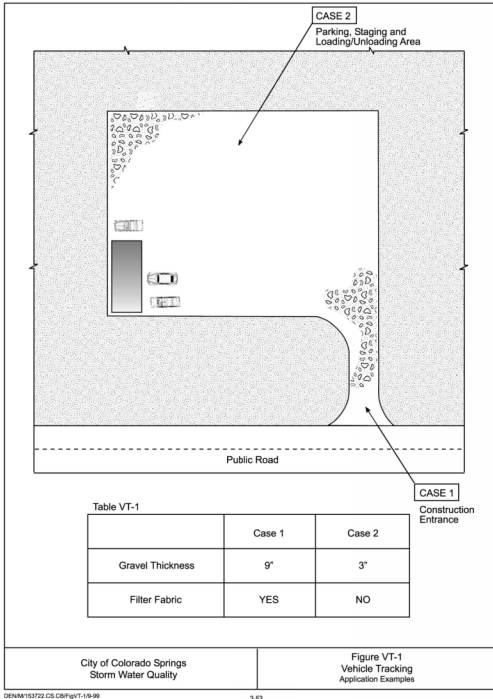 CASE 2
Parking, Staging and
Loading/Unloading Area
Public Road
CASE 1
Construction
Entrance
Table VT-1
Case 1 Case 2
Gravel Thickness 9" 3"
Filter Fabric YES NO
City of Colorado Springs
Storm Water Quality
Figure VT-1
Vehicle Tracking
Application Examples
DEN/M/153722.CS.CB/FigVT-1/9-99
3-53